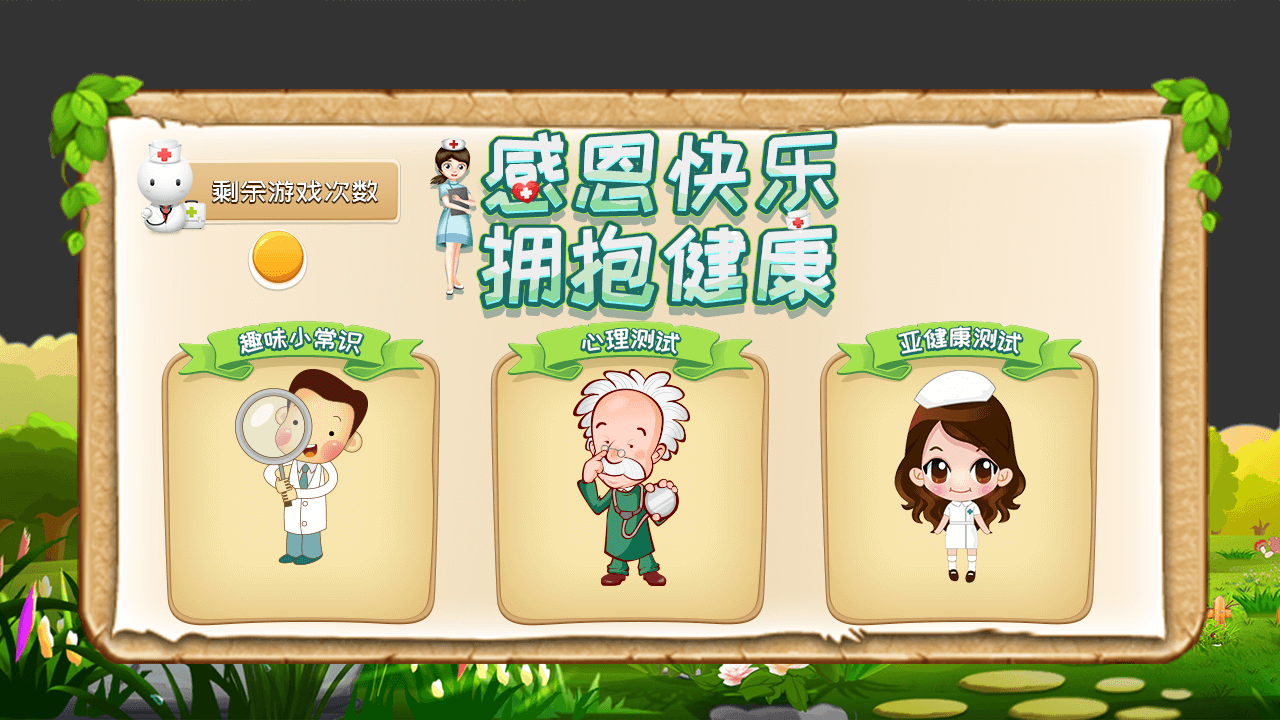 感恩快乐
拥抱健康
剩余游戏次数
趣味小常识
心理测试
亚健康测试